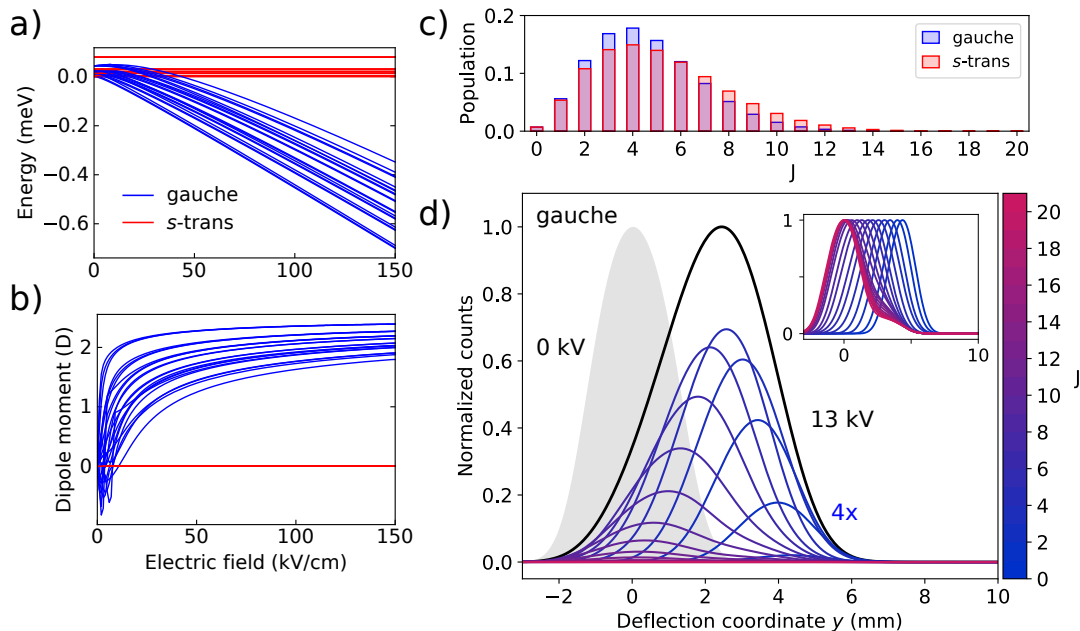 a)
0.0
−0.2
−0.4
−0.6
Energy (meV)
gauche
s-trans
0 50 100 150
b)
2
1
0
Dipole moment (D)
0 50 100 150
Electric field (kV/cm)
c)
0.2
0.1
0.0
Population
gauche
s-trans
0 2 4 6 8 10 12 14 16 18 20
J
d)
gauche
1.0
0.8
0.6
0.4
0.2
0.0
Normalized counts
0 kV
13 kV
4x
1
0
0 10
−2 0 2 4 6 8 10
Deflection coordinate y (mm)
20
18
16
14
12
10
8
6
4
2
0
J